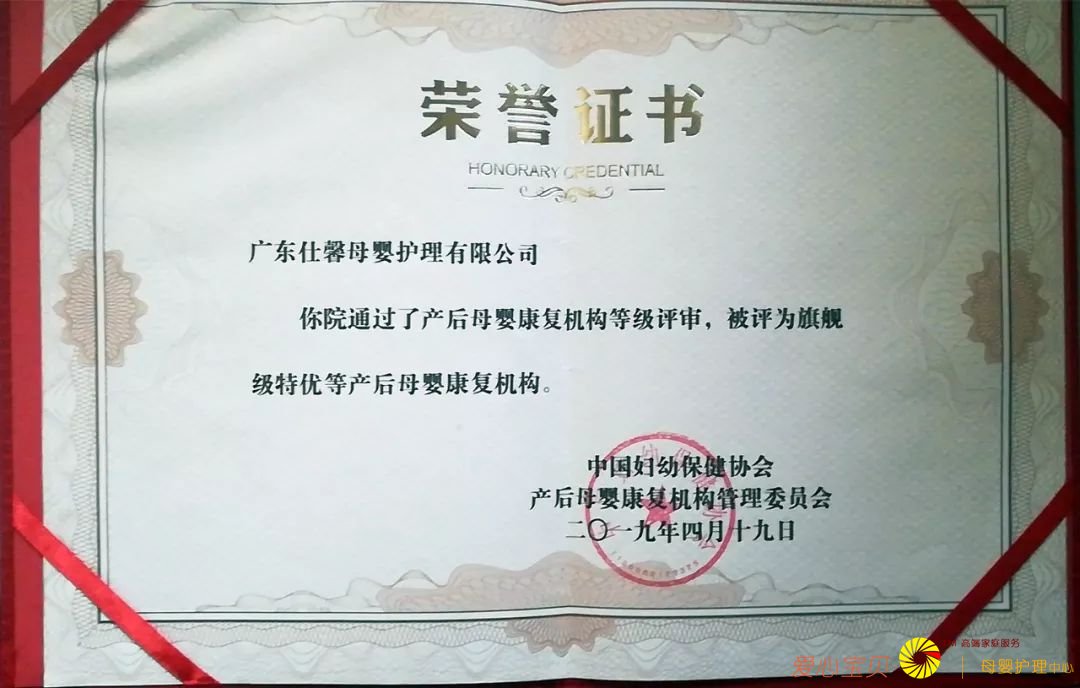 荣誉证书
HONORARY CREDENTIAL
广东仕馨母婴护理有限公司
你院通过了产后母婴康复机构等级评审，被评为旗舰
级特优等产后母婴康复机构。
中国妇幼保健协会
产后母婴康复机构管理委员会
二〇一九年四月十九日
爱心宝贝
高端家庭服务
母婴护理中心